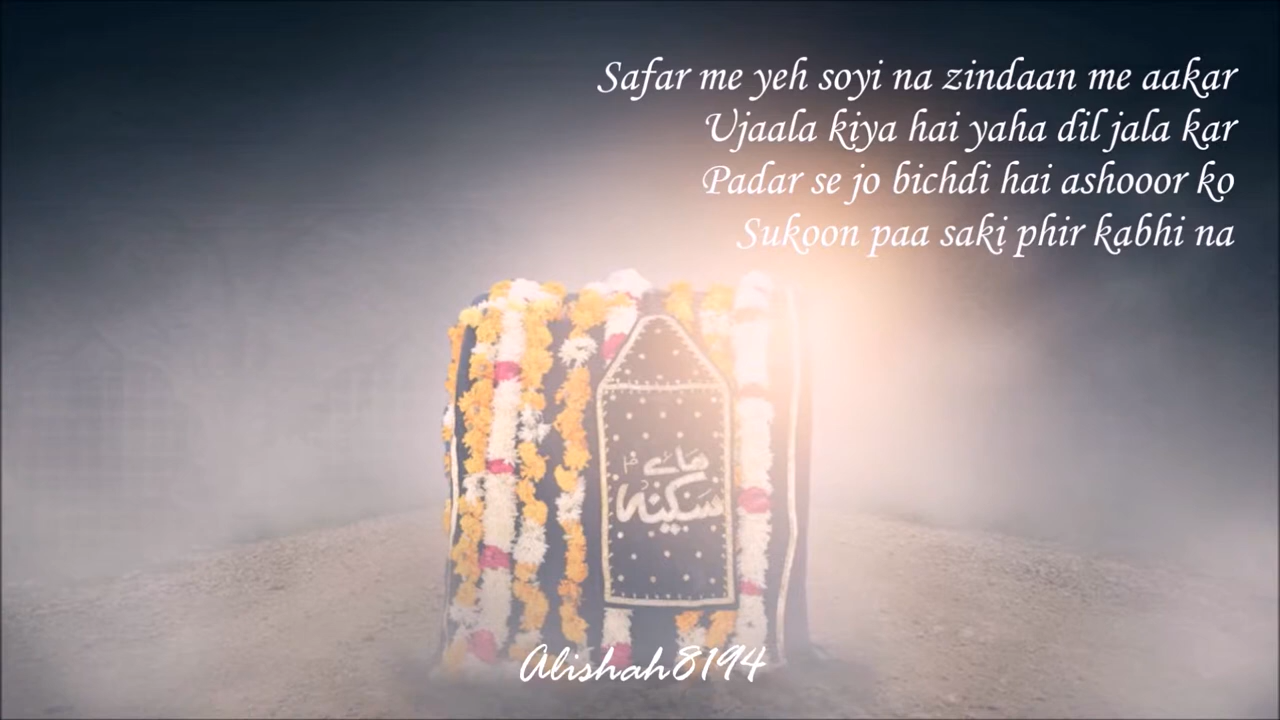 Safar me yeh soyi na zindaan me aakar
Ujaala kiya hai yaha dil jala kar
Padar se jo bichdi hai ashooor ko
Sukoon paa saki phir kabhi na
ہائے
سکینہ
Alishah8194